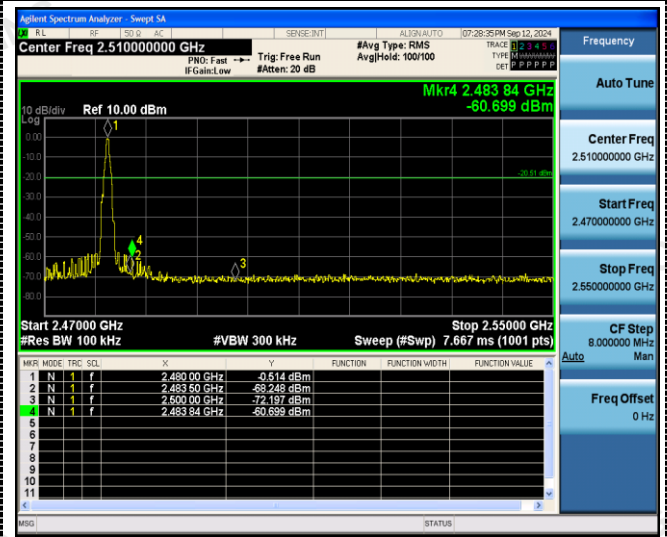 Agilent Spectrum Analyzer - Swept SA
RL RF 50 Ω AC SENSE:INT ALIGNAUTO 07:28:35PM Sep 12, 2024
Center Freq 2.510000000 GHz
#Avg Type: RMS
TRACE 1 2 3 4 5 6
PNO: Fast Trig: Free Run Avg|Hold: 100/100
TYPE M
IFGain:Low #Atten: 20 dB
DET P P P P P P
Mkr4 2.483 84 GHz
-60.699 dBm
10 dB/div Ref 10.00 dBm
Log
1
0.00
-10.0
-20.0
-20.51 dBm
-30.0
-40.0
4
-50.0
2
-60.0
3
-70.0
-80.0
Start 2.47000 GHz Stop 2.55000 GHz
#Res BW 100 kHz #VBW 300 kHz Sweep (#Swp) 7.667 ms (1001 pts)
MKR MODE TRC SCL X Y FUNCTION FUNCTION WIDTH FUNCTION VALUE
1 N 1 f 2.480 00 GHz -0.514 dBm
2 N 1 f 2.483 50 GHz -68.248 dBm
3 N 1 f 2.500 00 GHz -72.197 dBm
4 N 1 f 2.483 84 GHz -60.699 dBm
5
6
7
8
9
10
11
MSG STATUS
Frequency
Auto Tune
Center Freq
2.510000000 GHz
Start Freq
2.470000000 GHz
Stop Freq
2.550000000 GHz
CF Step
8.000000 MHz
Auto Man
Freq Offset
0 Hz